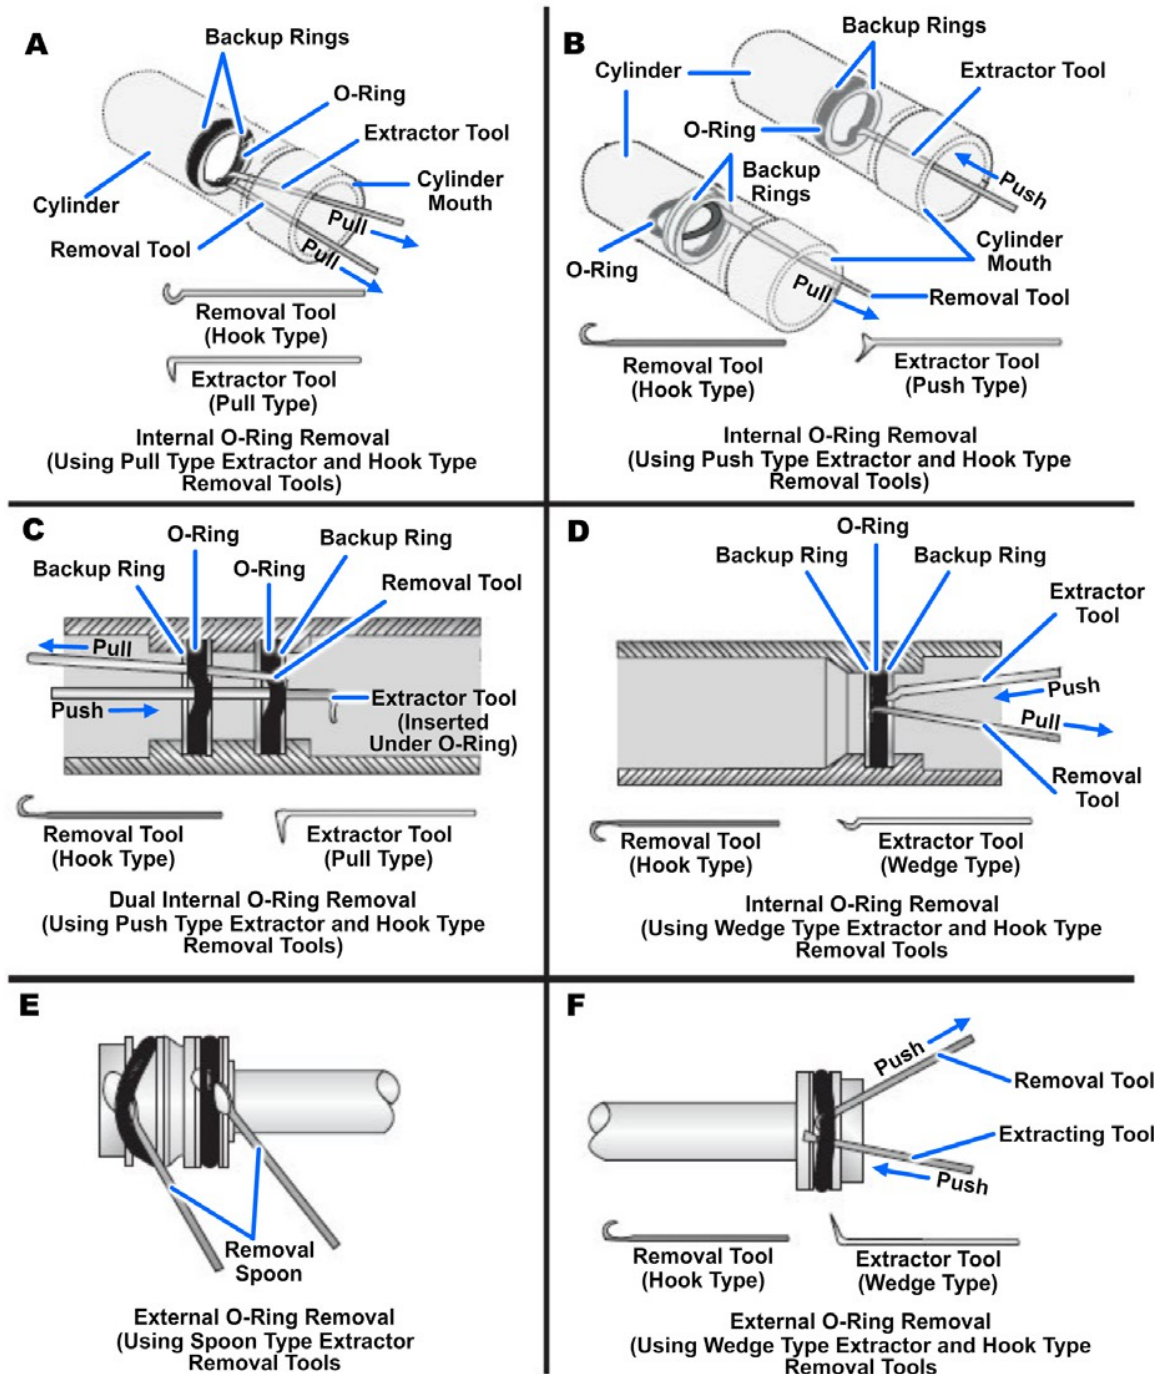 A
Backup Rings
O-Ring
Extractor Tool
Cylinder
Mouth
Cylinder
Pull
Removal Tool
Pull
Removal Tool
(Hook Type)
Extractor Tool
(Pull Type)
Internal O-Ring Removal
(Using Pull Type Extractor and Hook Type
Removal Tools)
B
Backup Rings
Cylinder
Extractor Tool
O-Ring
Backup
Rings
Push
O-Ring
Cylinder
Mouth
Pull
Removal Tool
Removal Tool
(Hook Type)
Extractor Tool
(Push Type)
Internal O-Ring Removal
(Using Push Type Extractor and Hook Type
Removal Tools)
C
O-Ring
Backup Ring
Backup Ring
O-Ring
Removal Tool
Pull
Push
Extractor Tool
(Inserted
Under O-Ring)
Removal Tool
(Hook Type)
Extractor Tool
(Pull Type)
Dual Internal O-Ring Removal
(Using Push Type Extractor and Hook Type
Removal Tools)
D
O-Ring
Backup Ring
Backup Ring
Extractor
Tool
Push
Pull
Removal
Tool
Removal Tool
(Hook Type)
Extractor Tool
(Wedge Type)
Internal O-Ring Removal
(Using Wedge Type Extractor and Hook Type
Removal Tools
E
Removal
Spoon
External O-Ring Removal
(Using Spoon Type Extractor
Removal Tools
F
Push
Removal Tool
Extracting Tool
Push
Removal Tool
(Hook Type)
Extractor Tool
(Wedge Type)
External O-Ring Removal
(Using Wedge Type Extractor and Hook Type
Removal Tools